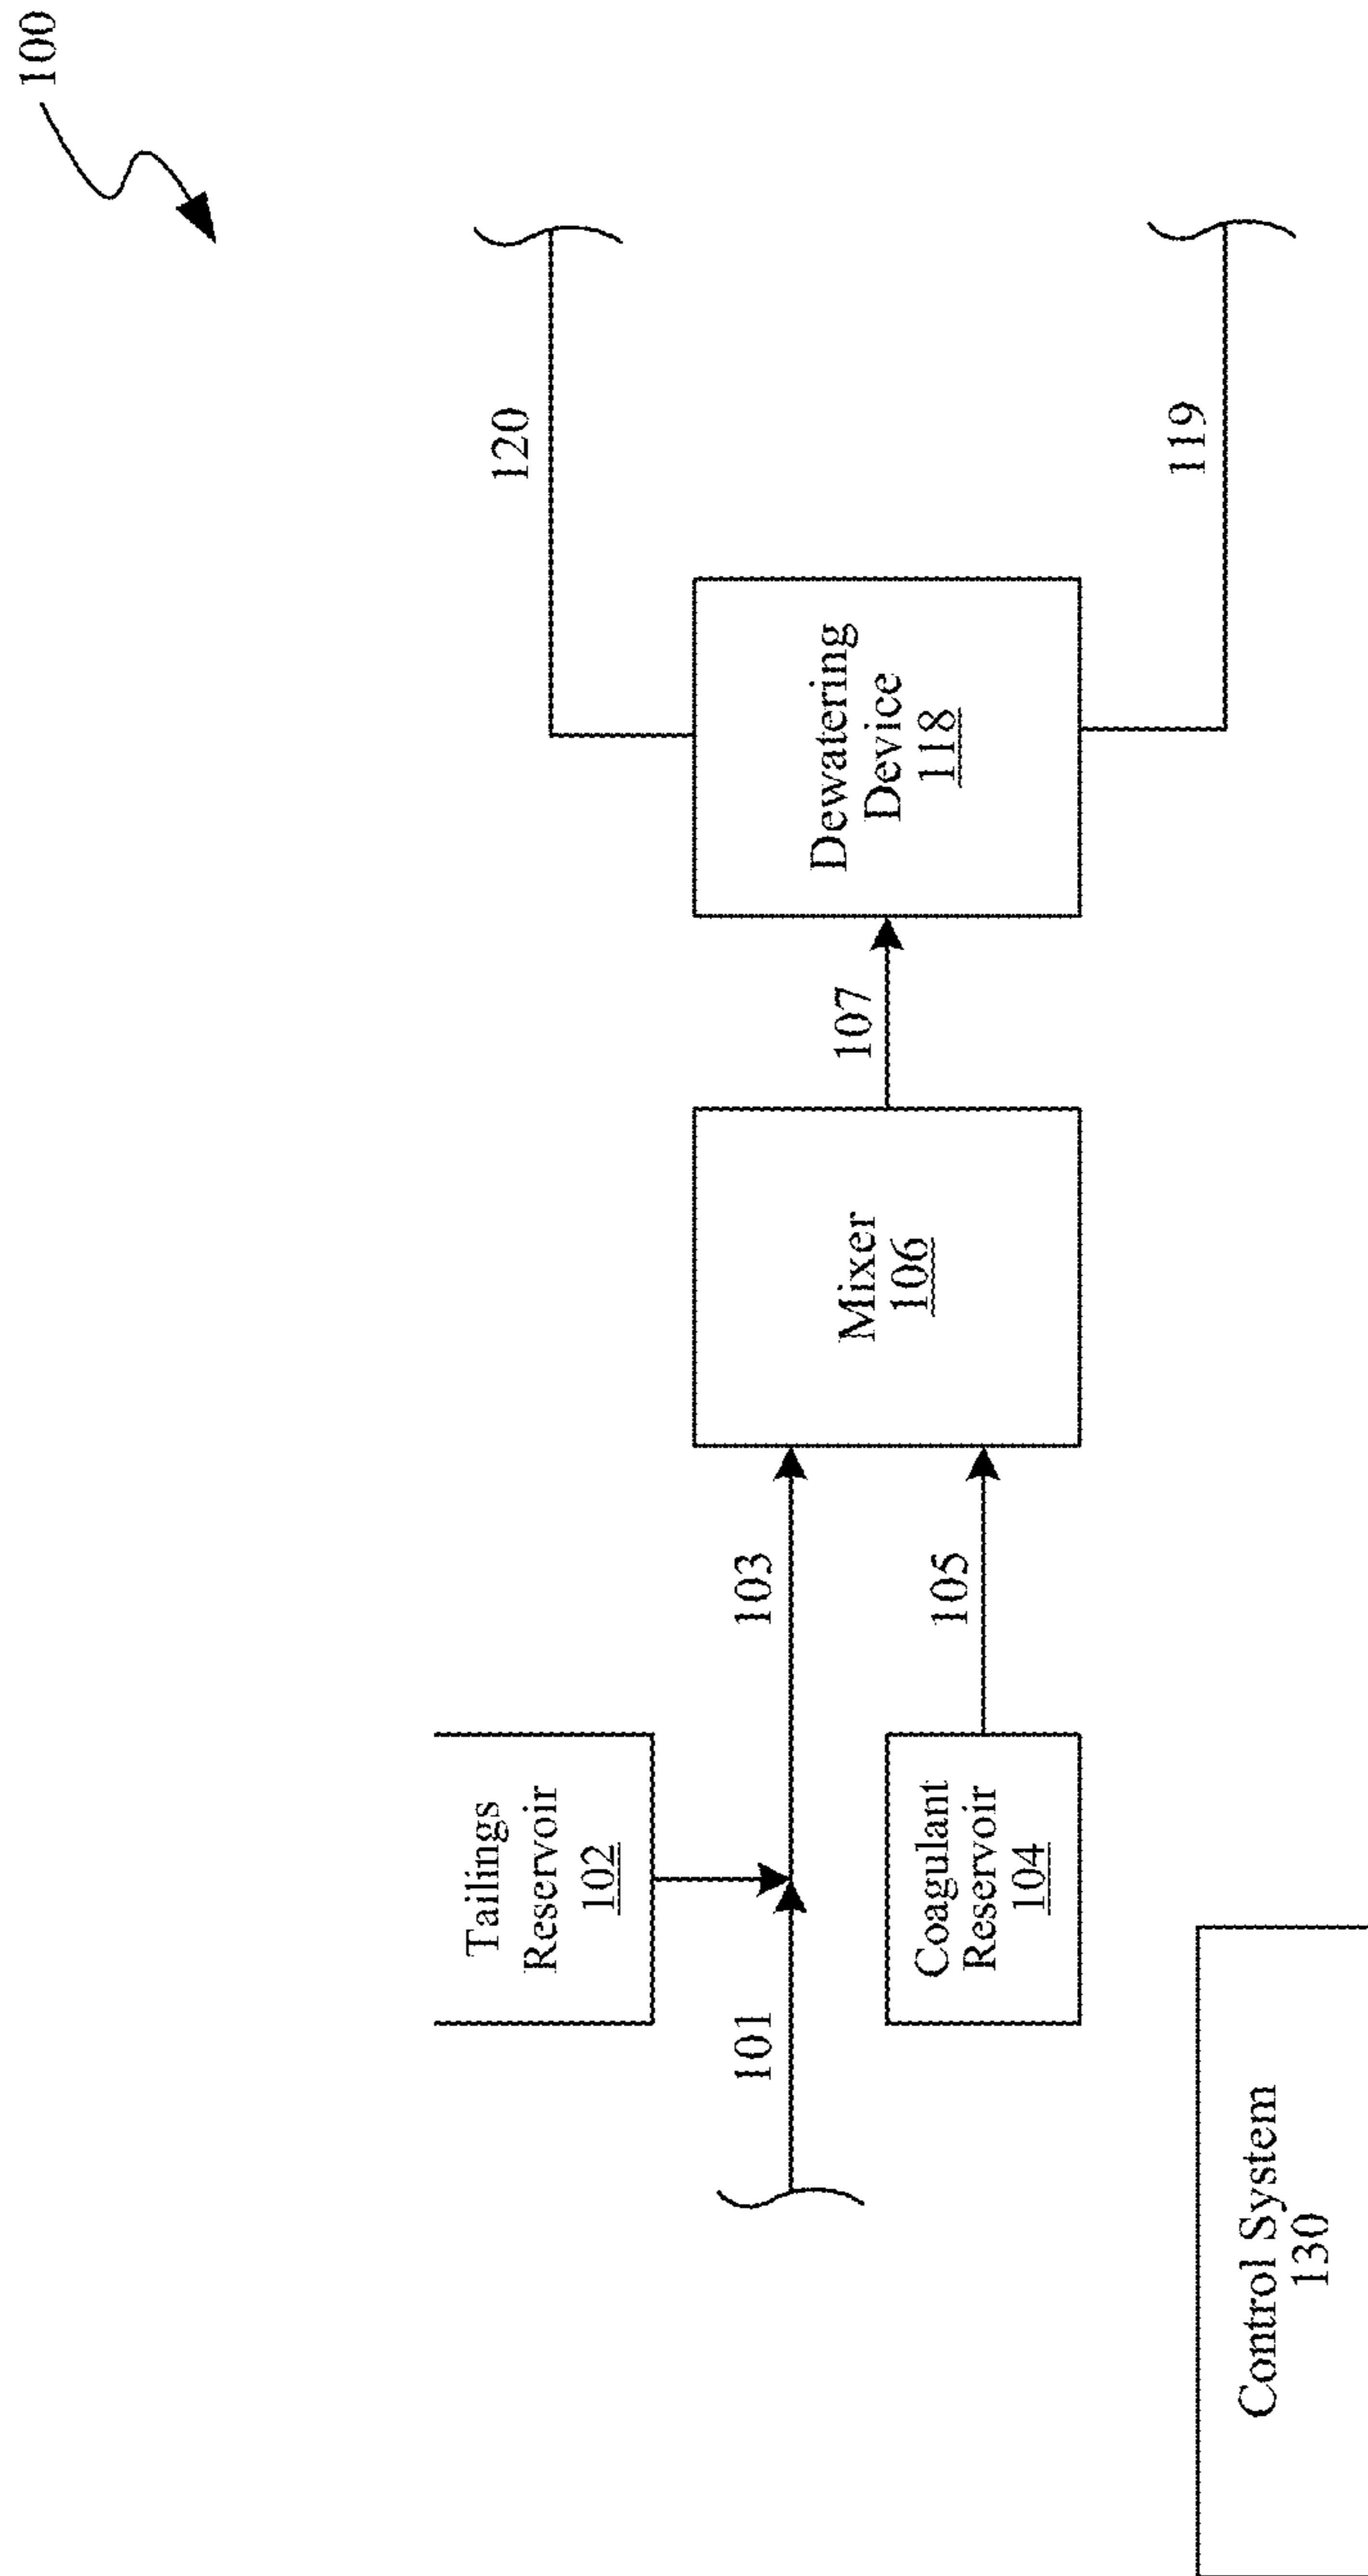 100
120
119
Dewatering
Device
118
107
Mixer
106
103
105
Tailings
Reservoir
102
Coagulant
Reservoir
104
101
Control System
130